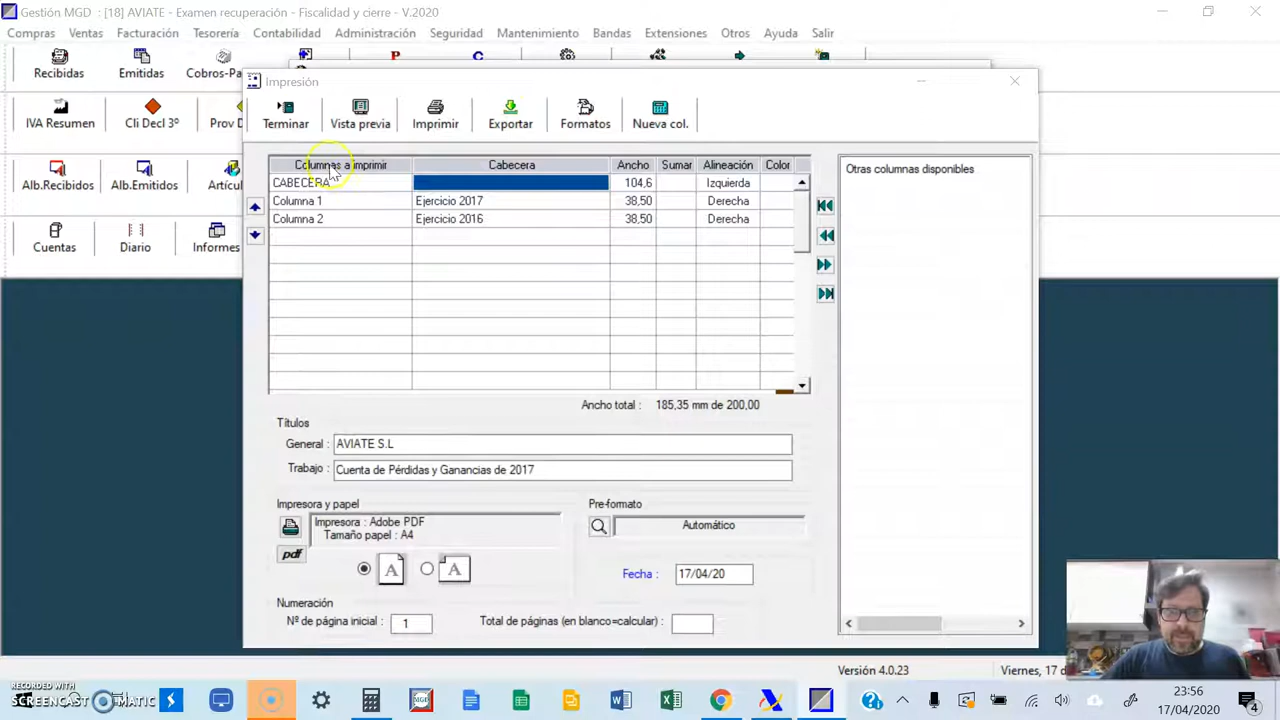 Gestión MGD : [18] AVIATE - Examen recuperación - Fiscalidad y cierre - V.2020
Compras Ventas Facturación Tesorería Contabilidad Administración Seguridad Mantenimiento Bandas Extensiones Otros Ayuda Salir
Recibidas Emitidas Cobros-Pa
Impresión
IVA Resumen Cli Decl 3º Prov D
Terminar Vista previa Imprimir Exportar Formatos Nueva col.
Alb.Recibidos Alb.Emitidos Artícul
Cuentas Diario Informes
Columnas a imprimir Cabecera Ancho Sumar Alineación Color
CABECERA 104,6 Izquierda
Columna 1 Ejercicio 2017 38,50 Derecha
Columna 2 Ejercicio 2016 38,50 Derecha
Otras columnas disponibles
Ancho total : 185,35 mm de 200,00
Títulos
General : AVIATE S.L
Trabajo : Cuenta de Pérdidas y Ganancias de 2017
Impresora y papel
Impresora : Adobe PDF
Tamaño papel : A4
pdf
A A
Pre-formato
Automático
Fecha : 17/04/20
Numeración
Nº de página inicial : 1 Total de páginas (en blanco=calcular) :
Versión 4.0.23 Viernes, 17 d
RECORDED WITH
SCREENCAST MATIC
23:56
17/04/2020
4